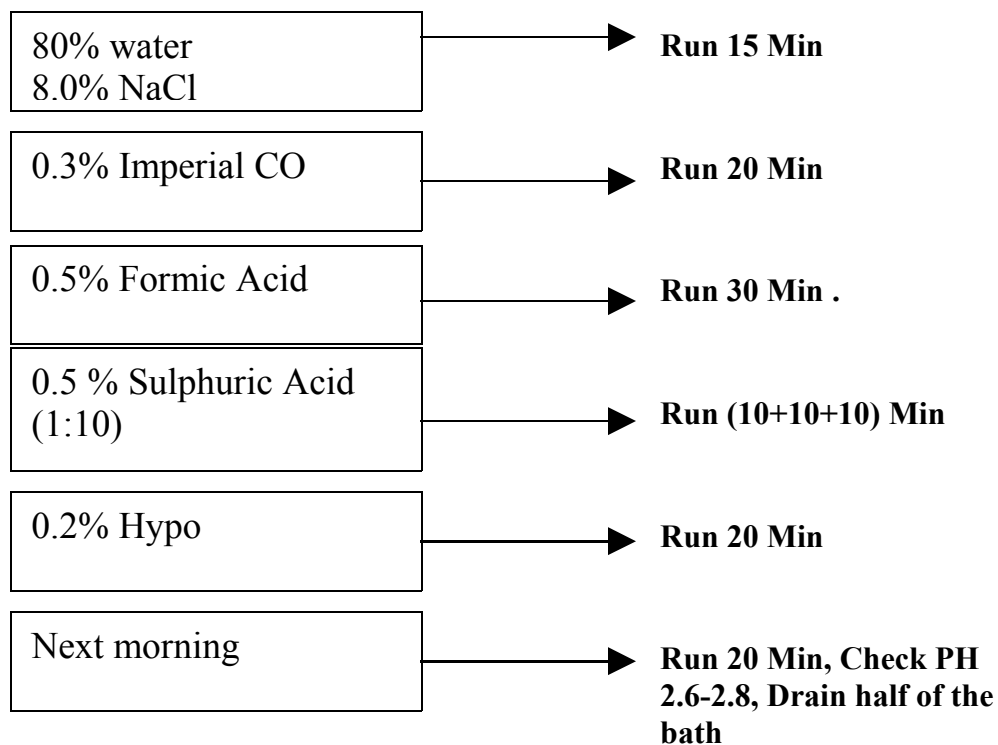 80% water
8.0% NaCl
Run 15 Min
0.3% Imperial CO
Run 20 Min
0.5% Formic Acid
Run 30 Min .
0.5 % Sulphuric Acid
(1:10)
Run (10+10+10) Min
0.2% Hypo
Run 20 Min
Next morning
Run 20 Min, Check PH
2.6-2.8, Drain half of the
bath